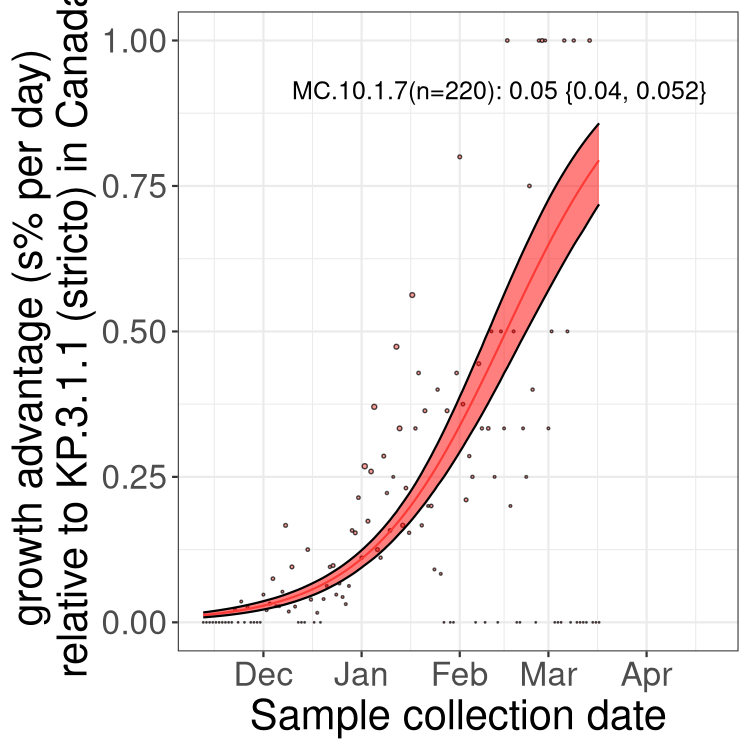 growth advantage (s% per day)
relative to KP.3.1.1 (stricto) in Canada
1.00
0.75
0.50
0.25
0.00
MC.10.1.7(n=220): 0.05 {0.04, 0.052}
Dec Jan Feb Mar Apr
Sample collection date